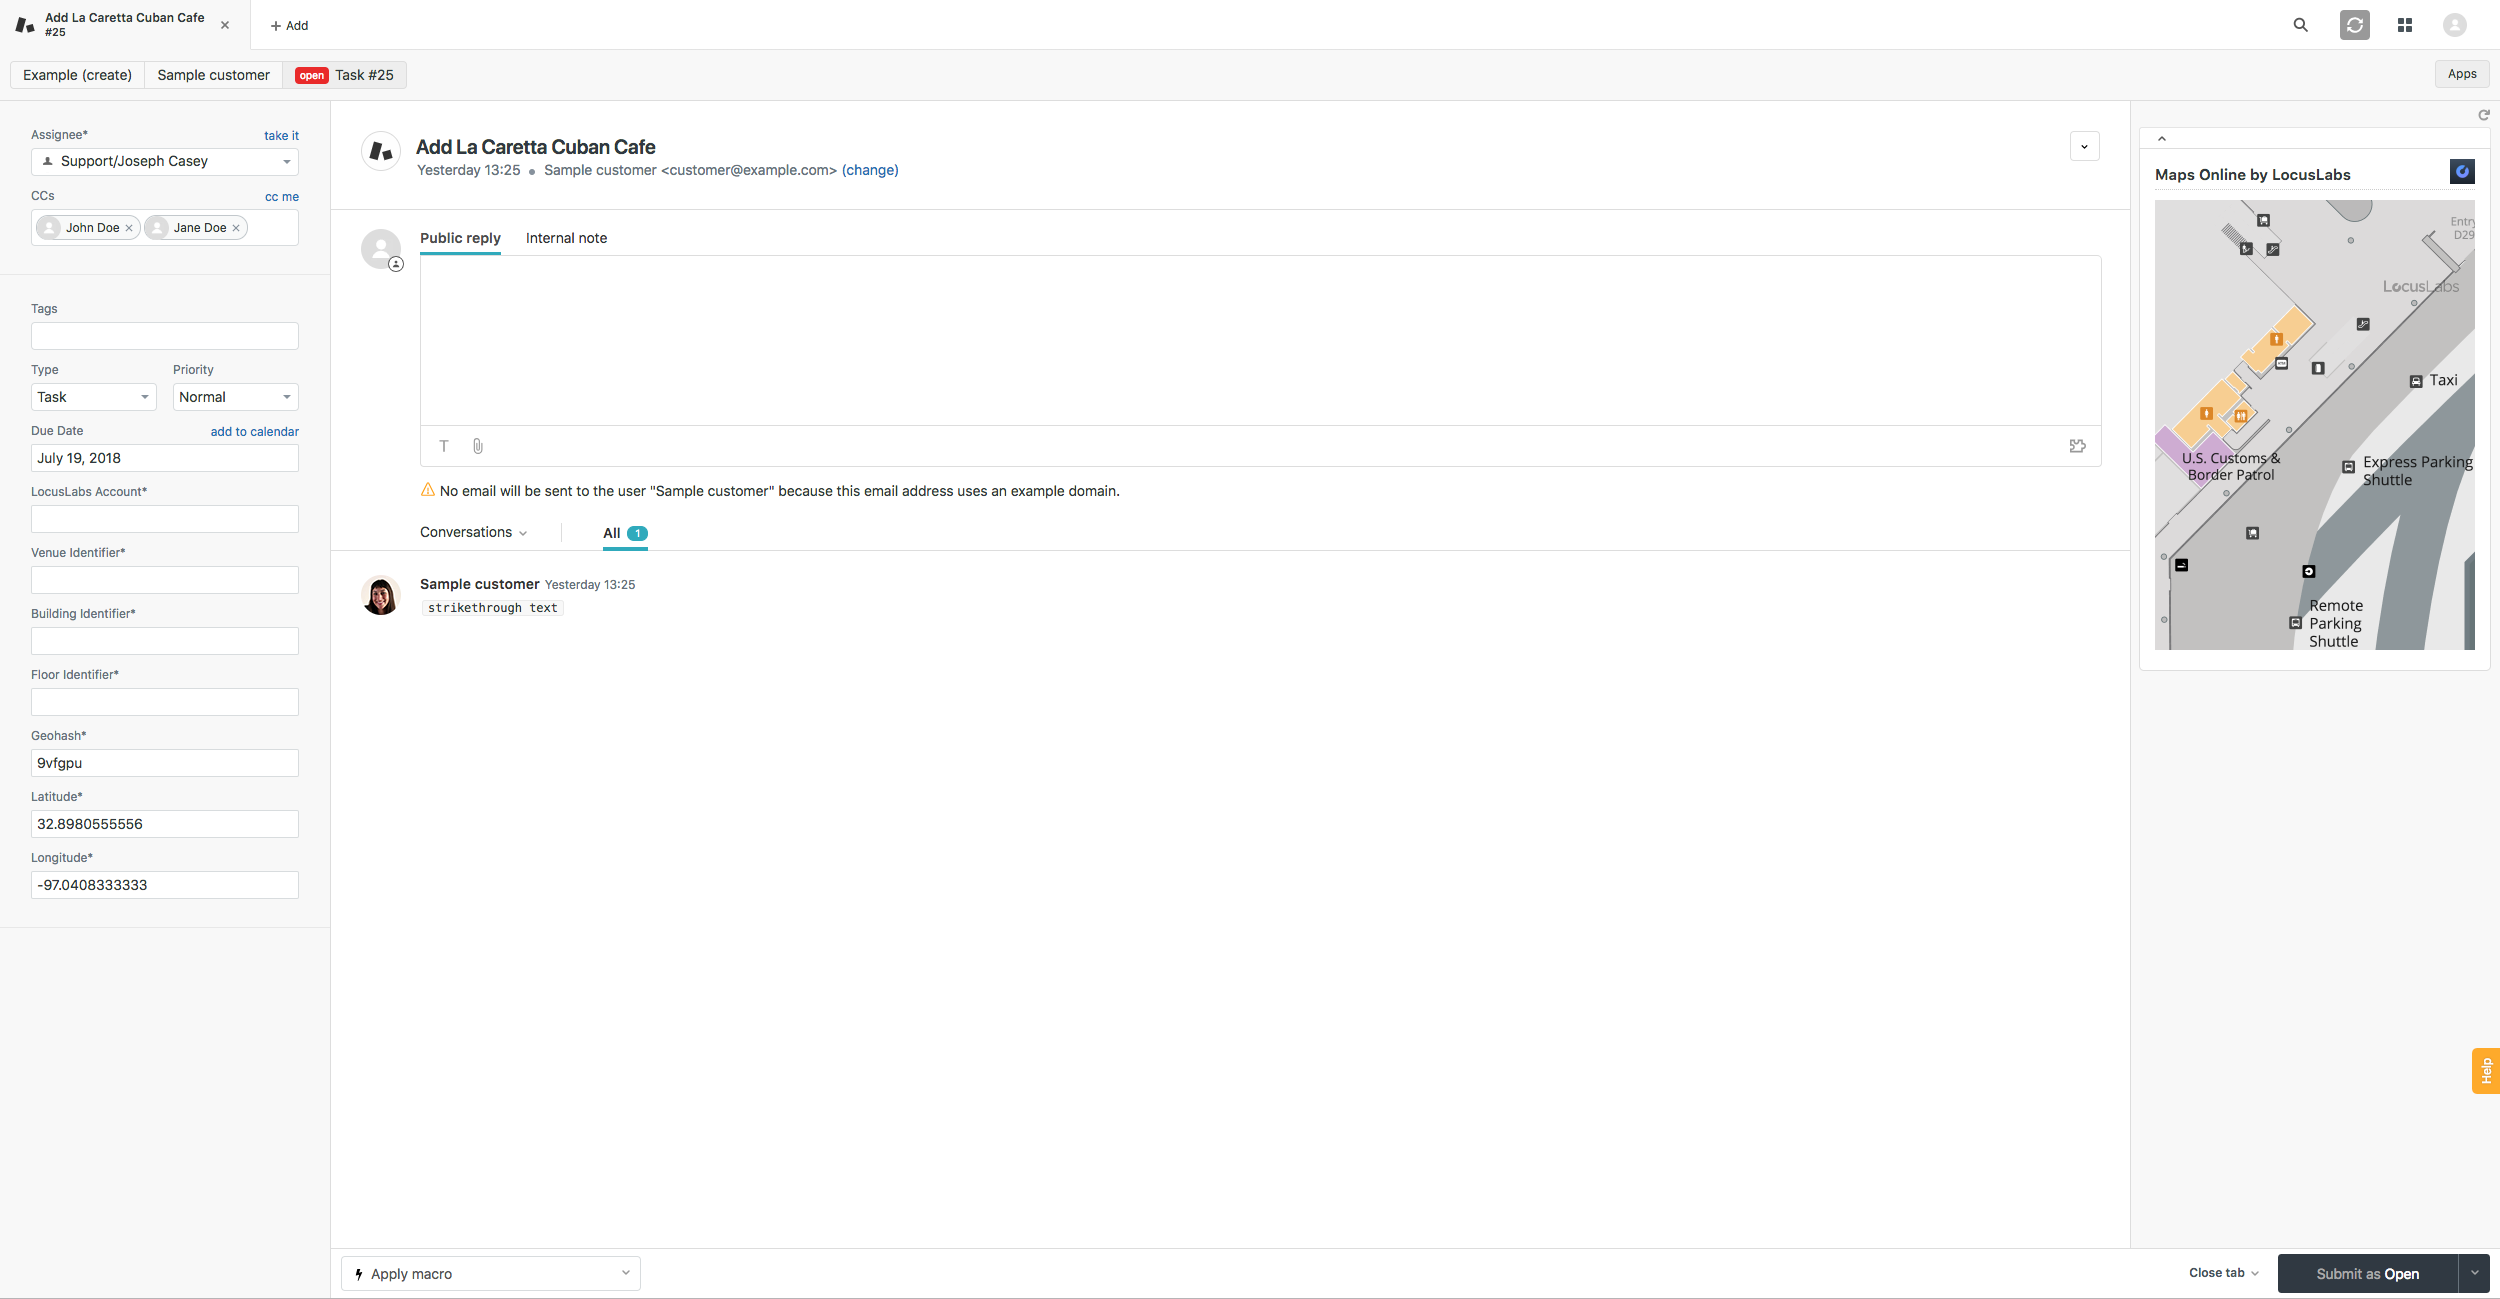 Add La Caretta Cuban Cafe
#25
Add
Example (create)
Sample customer
open Task #25
Apps
Assignee* take it
Support/Joseph Casey
CCs cc me
John Doe
Jane Doe
Tags
Type Priority
Task Normal
Due Date add to calendar
July 19, 2018
LocusLabs Account*
Venue Identifier*
Building Identifier*
Floor Identifier*
Geohash*
9vfgpu
Latitude*
32.8980555556
Longitude*
-97.0408333333
Add La Caretta Cuban Cafe
Yesterday 13:25 Sample customer <customer@example.com> (change)
Public reply Internal note
T
No email will be sent to the user "Sample customer" because this email address uses an example domain.
Conversations All 1
Sample customer Yesterday 13:25
strikethrough text
Apply macro
Maps Online by LocusLabs
Entry
D29
LocusLabs
Taxi
U.S. Customs &
Border Patrol
Express Parking
Shuttle
Remote
Parking
Shuttle
Help
Close tab
Submit as Open